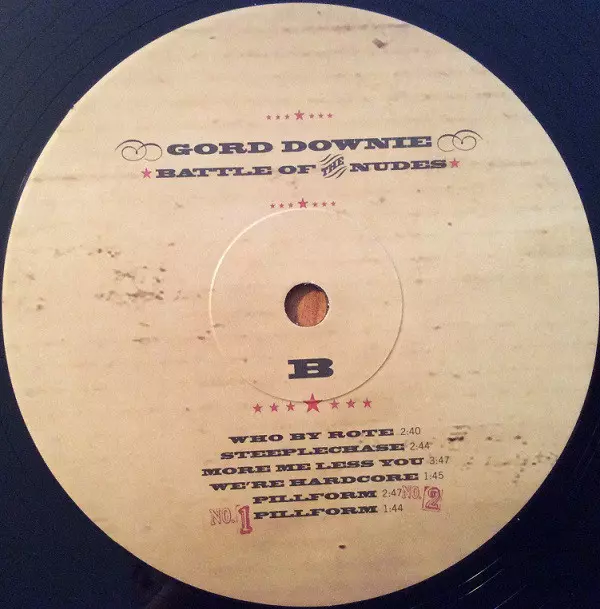 GORD DOWNIE
BATTLE OF THE NUDES
B
WHO BY ROTE 2:40
STEEPLECHASE 2:44
MORE ME LESS YOU 3:47
WE'RE HARDCORE 1:45
PILLFORM 2:47 NO. 2
NO. 1 PILLFORM 1:44